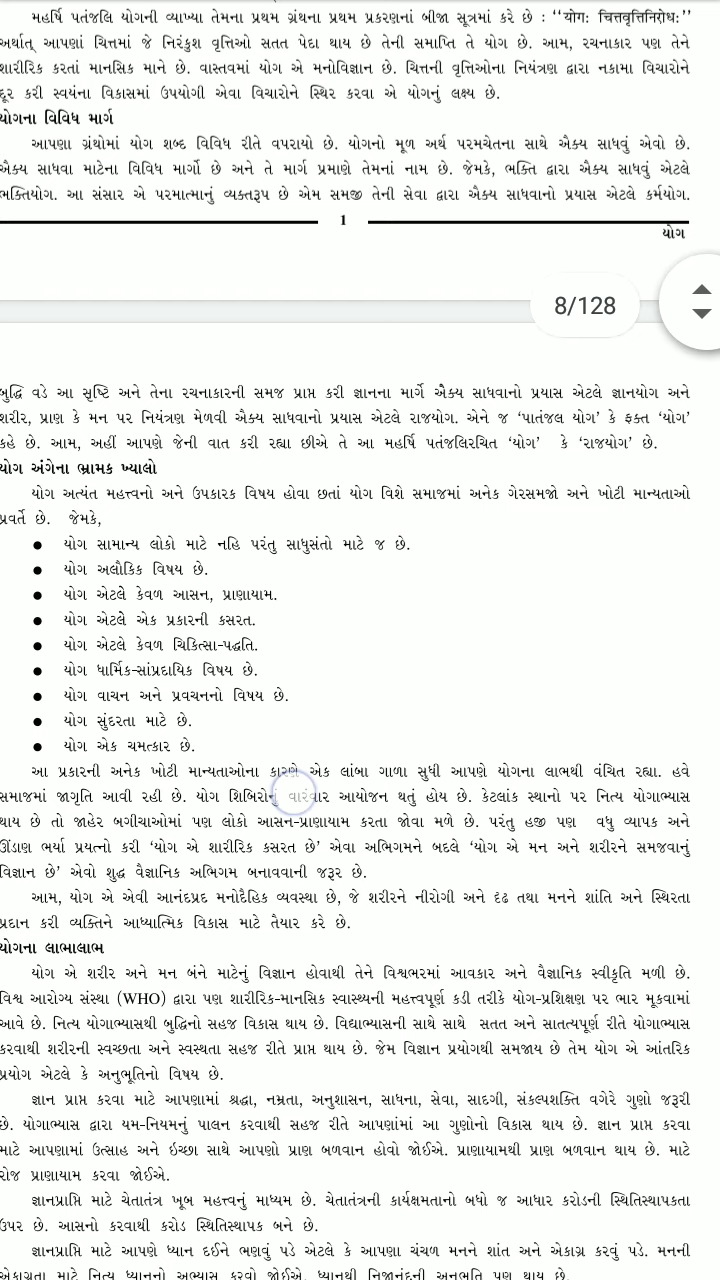 મહર્ષિ પતંજલિ યોગની વ્યાખ્યા તેમના પ્રથમ ગ્રંથના પ્રથમ પ્રકરણનાં બીજા સૂત્રમાં કરે છે : ‘‘योगः चित्तवृत्तिनिरोधः’’
અર્થાત્ આપણાં ચિત્તમાં જે નિરંકુશ વૃત્તિઓ સતત પેદા થાય છે તેની સમાપ્તિ તે યોગ છે. આમ, રચનાકાર પણ તેને
શારીરિક કરતાં માનસિક માને છે. વાસ્તવમાં યોગ એ મનોવિજ્ઞાન છે. ચિત્તની વૃત્તિઓના નિયંત્રણ દ્વારા નકામા વિચારોને
દૂર કરી સ્વયંના વિકાસમાં ઉપયોગી એવા વિચારોને સ્થિર કરવા એ યોગનું લક્ષ્ય છે.
યોગના વિવિધ માર્ગ
આપણા ગ્રંથોમાં યોગ શબ્દ વિવિધ રીતે વપરાયો છે. યોગનો મૂળ અર્થ પરમચેતના સાથે ઐક્ય સાધવું એવો છે.
ઐક્ય સાધવા માટેના વિવિધ માર્ગો છે અને તે માર્ગ પ્રમાણે તેમનાં નામ છે. જેમકે, ભક્તિ દ્વારા ઐક્ય સાધવું એટલે
ભક્તિયોગ. આ સંસાર એ પરમાત્માનું વ્યક્તરૂપ છે એમ સમજી તેની સેવા દ્વારા ઐક્ય સાધવાનો પ્રયાસ એટલે કર્મયોગ.
1
યોગ
8/128
બુદ્ધિ વડે આ સૃષ્ટિ અને તેના રચનાકારની સમજ પ્રાપ્ત કરી જ્ઞાનના માર્ગે ઐક્ય સાધવાનો પ્રયાસ એટલે જ્ઞાનયોગ અને
શરીર, પ્રાણ કે મન પર નિયંત્રણ મેળવી ઐક્ય સાધવાનો પ્રયાસ એટલે રાજયોગ. એને જ ‘પાતંજલ યોગ’ કે ફક્ત ‘યોગ’
કહે છે. આમ, અહીં આપણે જેની વાત કરી રહ્યા છીએ તે આ મહર્ષિ પતંજલિરચિત ‘યોગ’ કે ‘રાજયોગ’ છે.
યોગ અંગેના ભ્રામક ખ્યાલો
યોગ અત્યંત મહત્ત્વનો અને ઉપકારક વિષય હોવા છતાં યોગ વિશે સમાજમાં અનેક ગેરસમજો અને ખોટી માન્યતાઓ
પ્રવર્તે છે. જેમકે,
● યોગ સામાન્ય લોકો માટે નહિ પરંતુ સાધુસંતો માટે જ છે.
● યોગ અલૌકિક વિષય છે.
● યોગ એટલે કેવળ આસન, પ્રાણાયામ.
● યોગ એટલે એક પ્રકારની કસરત.
● યોગ એટલે કેવળ ચિકિત્સા-પદ્ધતિ.
● યોગ ધાર્મિક-સાંપ્રદાયિક વિષય છે.
● યોગ વાચન અને પ્રવચનનો વિષય છે.
● યોગ સુંદરતા માટે છે.
● યોગ એક ચમત્કાર છે.
આ પ્રકારની અનેક ખોટી માન્યતાઓના કારણે એક લાંબા ગાળા સુધી આપણે યોગના લાભથી વંચિત રહ્યા. હવે
સમાજમાં જાગૃતિ આવી રહી છે. યોગ શિબિરોનું વારંવાર આયોજન થતું હોય છે. કેટલાંક સ્થાનો પર નિત્ય યોગાભ્યાસ
થાય છે તો જાહેર બગીચાઓમાં પણ લોકો આસન-પ્રાણાયામ કરતા જોવા મળે છે. પરંતુ હજી પણ વધુ વ્યાપક અને
ઊંડાણ ભર્યા પ્રયત્નો કરી ‘યોગ એ શારીરિક કસરત છે’ એવા અભિગમને બદલે ‘યોગ એ મન અને શરીરને સમજવાનું
વિજ્ઞાન છે’ એવો શુદ્ધ વૈજ્ઞાનિક અભિગમ બનાવવાની જરૂર છે.
આમ, યોગ એ એવી આનંદપ્રદ મનોદૈહિક વ્યવસ્થા છે, જે શરીરને નીરોગી અને દૃઢ તથા મનને શાંતિ અને સ્થિરતા
પ્રદાન કરી વ્યક્તિને આધ્યાત્મિક વિકાસ માટે તૈયાર કરે છે.
યોગના લાભાલાભ
યોગ એ શરીર અને મન બંને માટેનું વિજ્ઞાન હોવાથી તેને વિશ્વભરમાં આવકાર અને વૈજ્ઞાનિક સ્વીકૃતિ મળી છે.
વિશ્વ આરોગ્ય સંસ્થા (WHO) દ્વારા પણ શારીરિક-માનસિક સ્વાસ્થ્યની મહત્ત્વપૂર્ણ કડી તરીકે યોગ-પ્રશિક્ષણ પર ભાર મૂકવામાં
આવે છે. નિત્ય યોગાભ્યાસથી બુદ્ધિનો સહજ વિકાસ થાય છે. વિદ્યાભ્યાસની સાથે સાથે સતત અને સાતત્યપૂર્ણ રીતે યોગાભ્યાસ
કરવાથી શરીરની સ્વચ્છતા અને સ્વસ્થતા સહજ રીતે પ્રાપ્ત થાય છે. જેમ વિજ્ઞાન પ્રયોગથી સમજાય છે તેમ યોગ એ આંતરિક
પ્રયોગ એટલે કે અનુભૂતિનો વિષય છે.
જ્ઞાન પ્રાપ્ત કરવા માટે આપણામાં શ્રદ્ધા, નમ્રતા, અનુશાસન, સાધના, સેવા, સાદગી, સંકલ્પશક્તિ વગેરે ગુણો જરૂરી
છે. યોગાભ્યાસ દ્વારા યમ-નિયમનું પાલન કરવાથી સહજ રીતે આપણાંમાં આ ગુણોનો વિકાસ થાય છે. જ્ઞાન પ્રાપ્ત કરવા
માટે આપણામાં ઉત્સાહ અને ઇચ્છા સાથે આપણો પ્રાણ બળવાન હોવો જોઈએ. પ્રાણાયામથી પ્રાણ બળવાન થાય છે. માટે
રોજ પ્રાણાયામ કરવા જોઈએ.
જ્ઞાનપ્રાપ્તિ માટે ચેતાતંત્ર ખૂબ મહત્ત્વનું માધ્યમ છે. ચેતાતંત્રની કાર્યક્ષમતાનો બધો જ આધાર કરોડની સ્થિતિસ્થાપકતા
ઉપર છે. આસનો કરવાથી કરોડ સ્થિતિસ્થાપક બને છે.
જ્ઞાનપ્રાપ્તિ માટે આપણે ધ્યાન દઈને ભણવું પડે એટલે કે આપણા ચંચળ મનને શાંત અને એકાગ્ર કરવું પડે. મનની
એકાગ્રતા માટે નિત્ય ધ્યાનનો અભ્યાસ કરવો જોઈએ. ધ્યાનથી નિજાનંદની અનુભૂતિ પણ થાય છે.